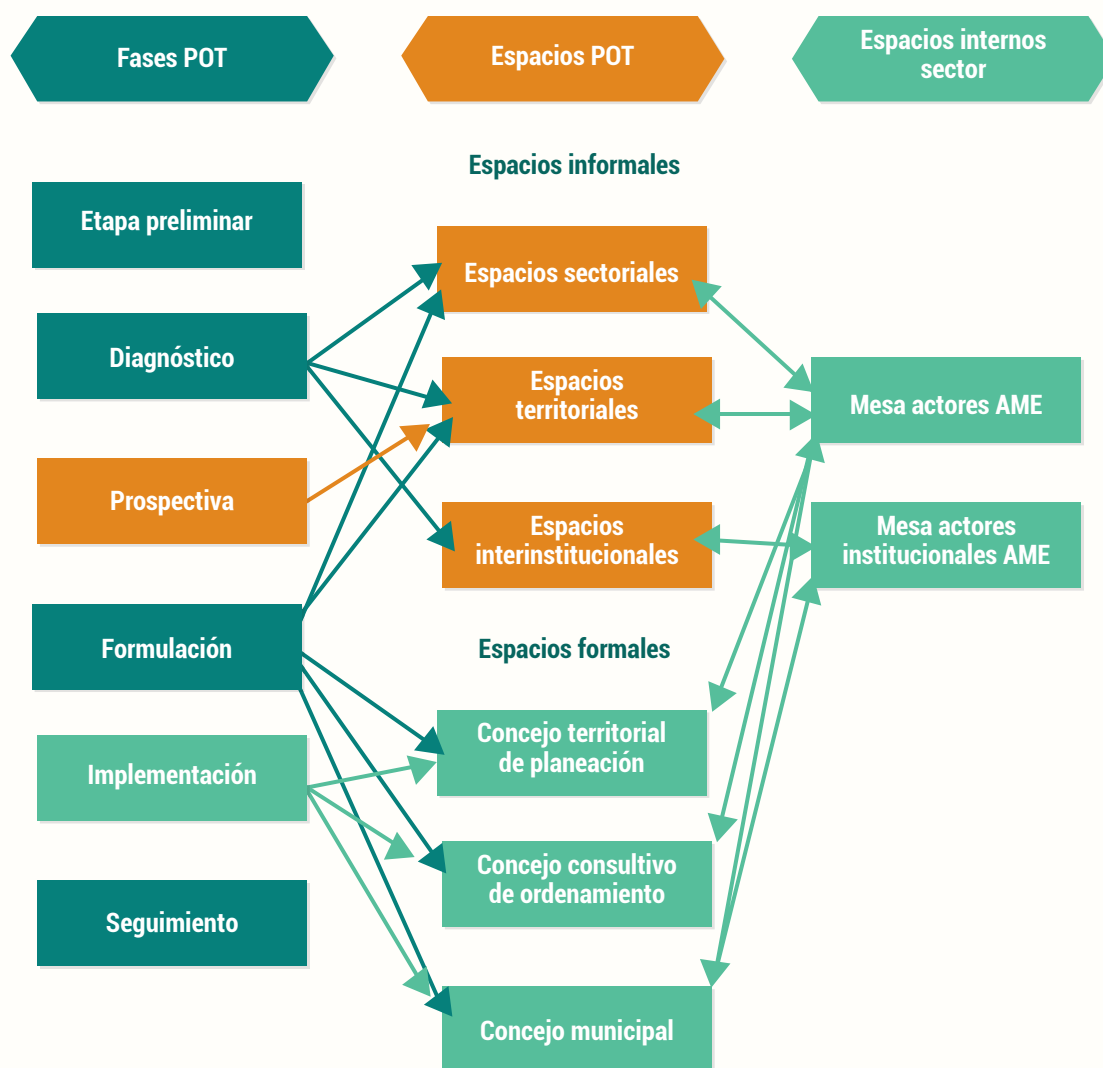 Fases POT
Espacios POT
Espacios internos
sector
Espacios informales
Etapa preliminar
Espacios sectoriales
Diagnóstico
Espacios
territoriales
Mesa actores AME
Prospectiva
Espacios
interinstitucionales
Mesa actores
institucionales AME
Formulación
Espacios formales
Concejo territorial
de planeación
Implementación
Concejo consultivo
de ordenamiento
Seguimiento
Concejo municipal